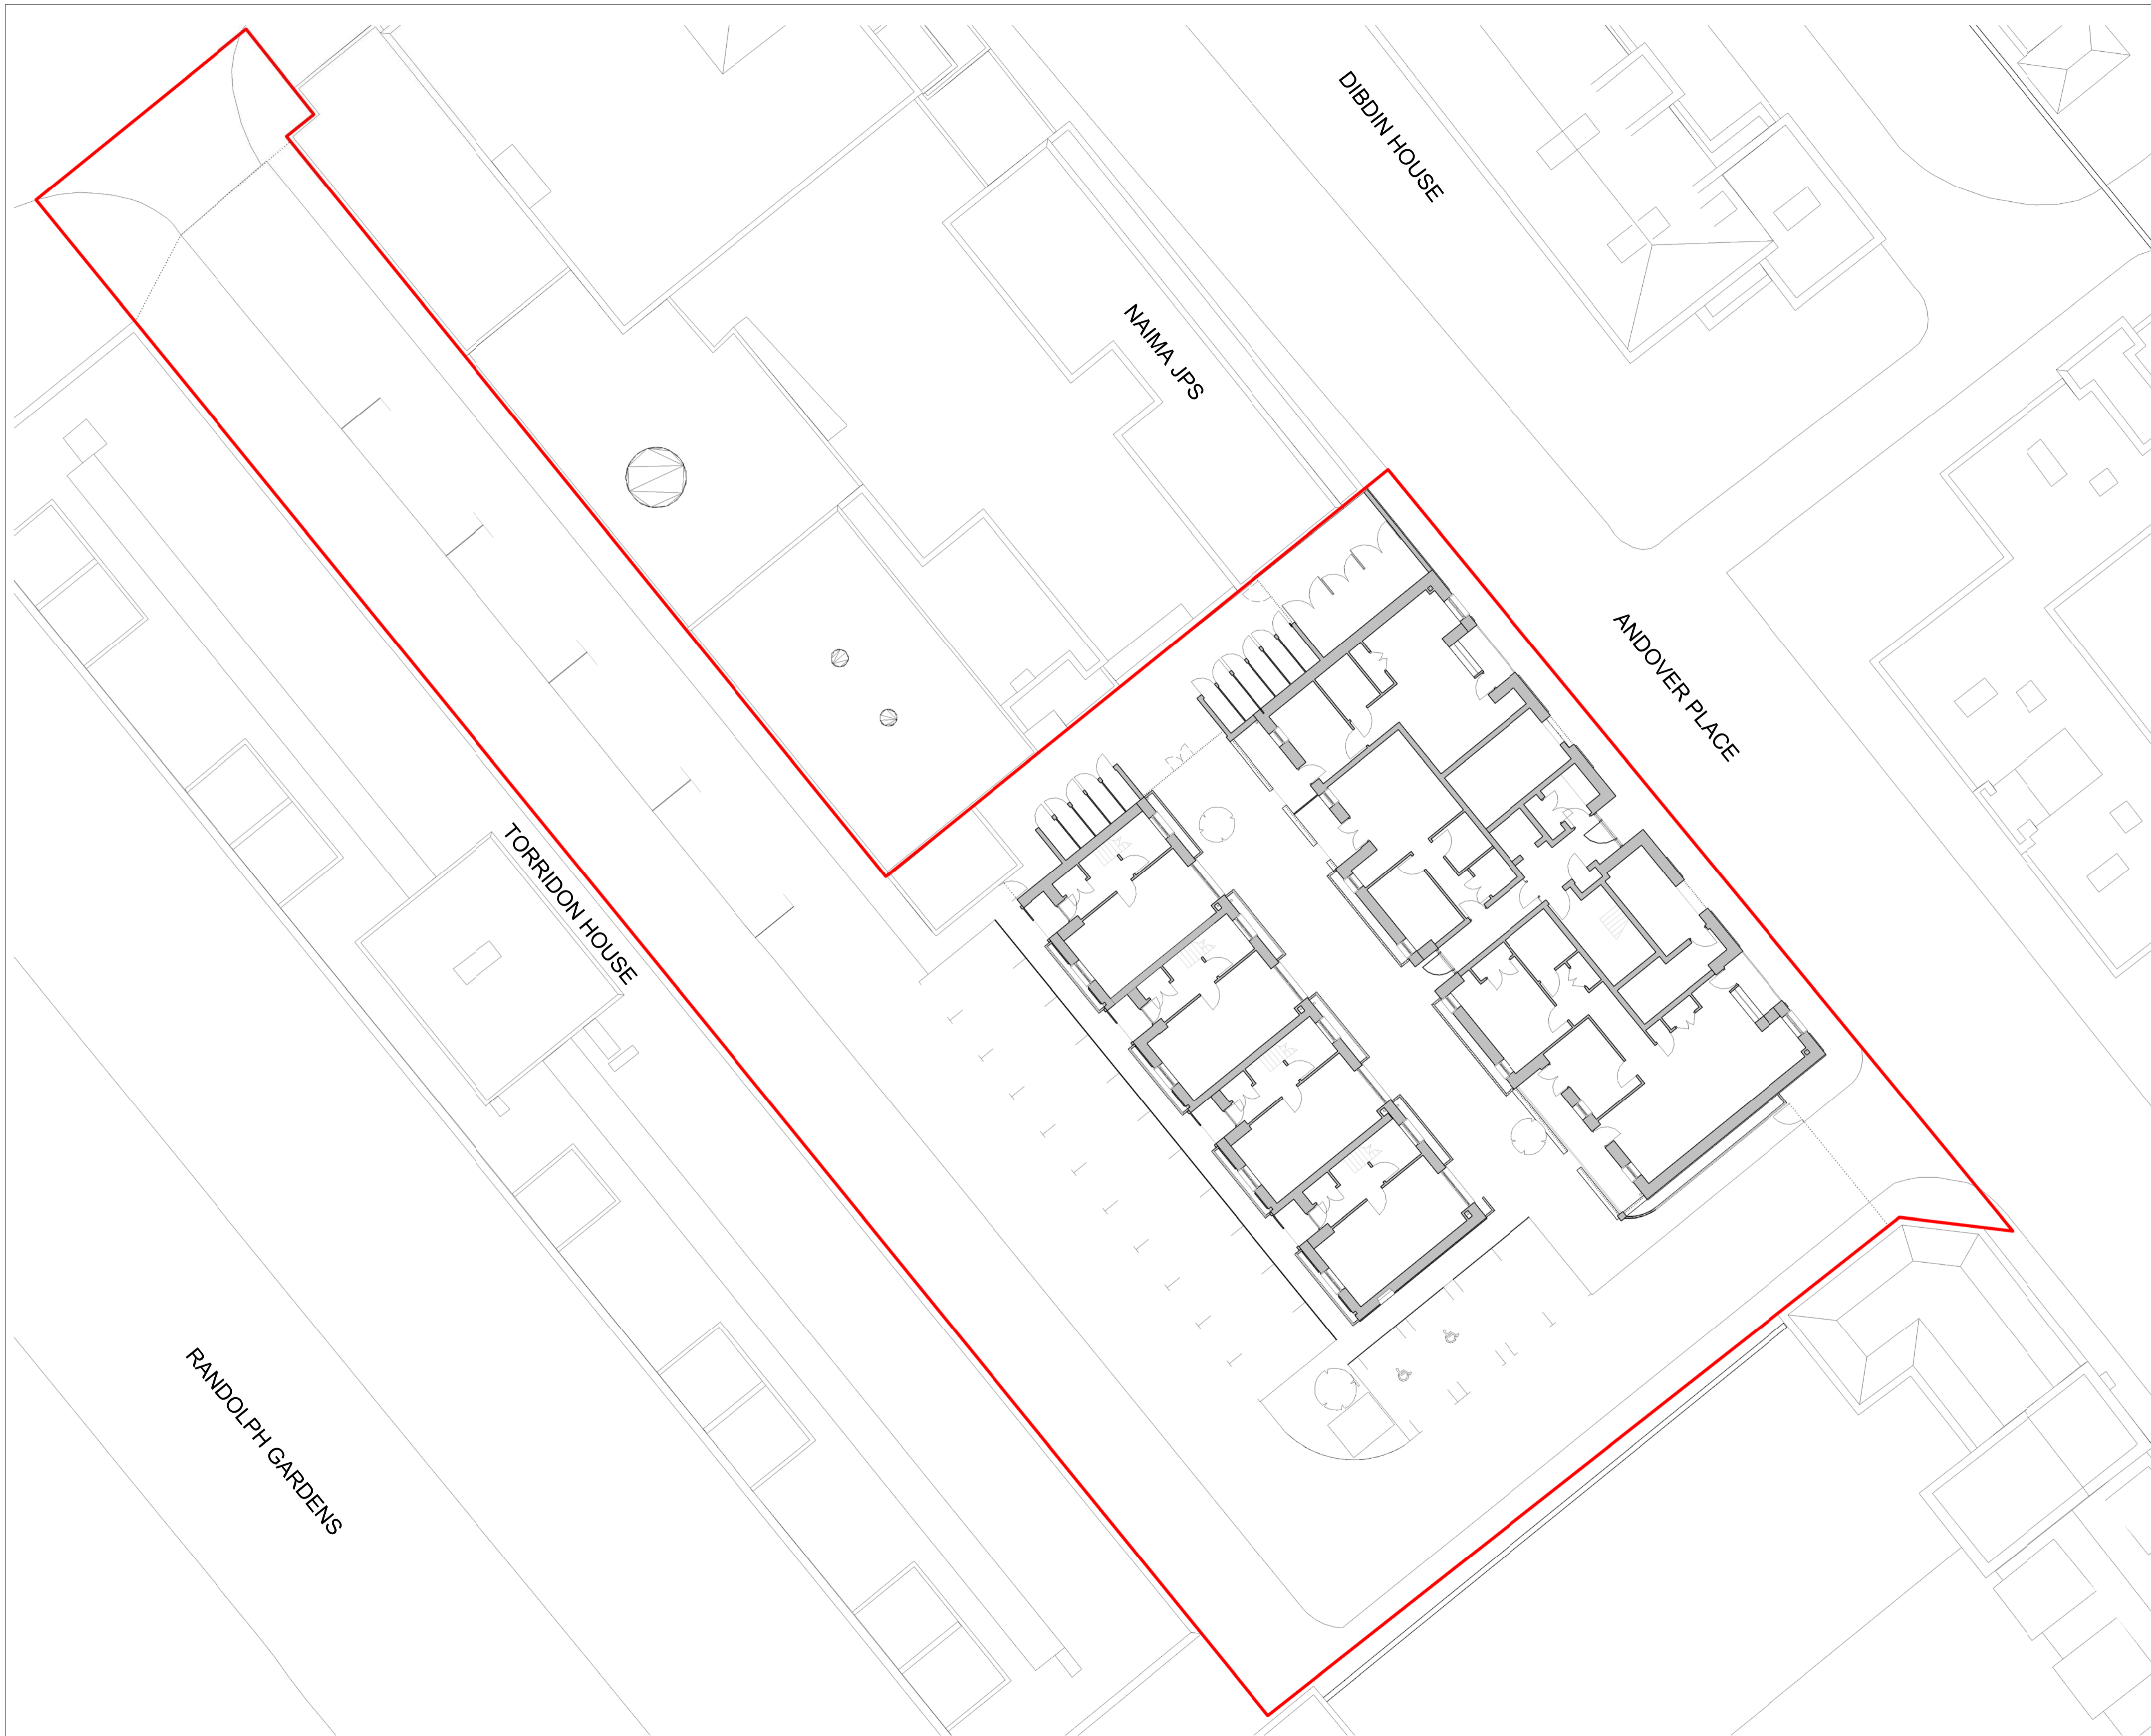 DIBDIN HOUSE
NAIMA JPS
ANDOVER PLACE
TORRIDON HOUSE
RANDOLPH GARDENS